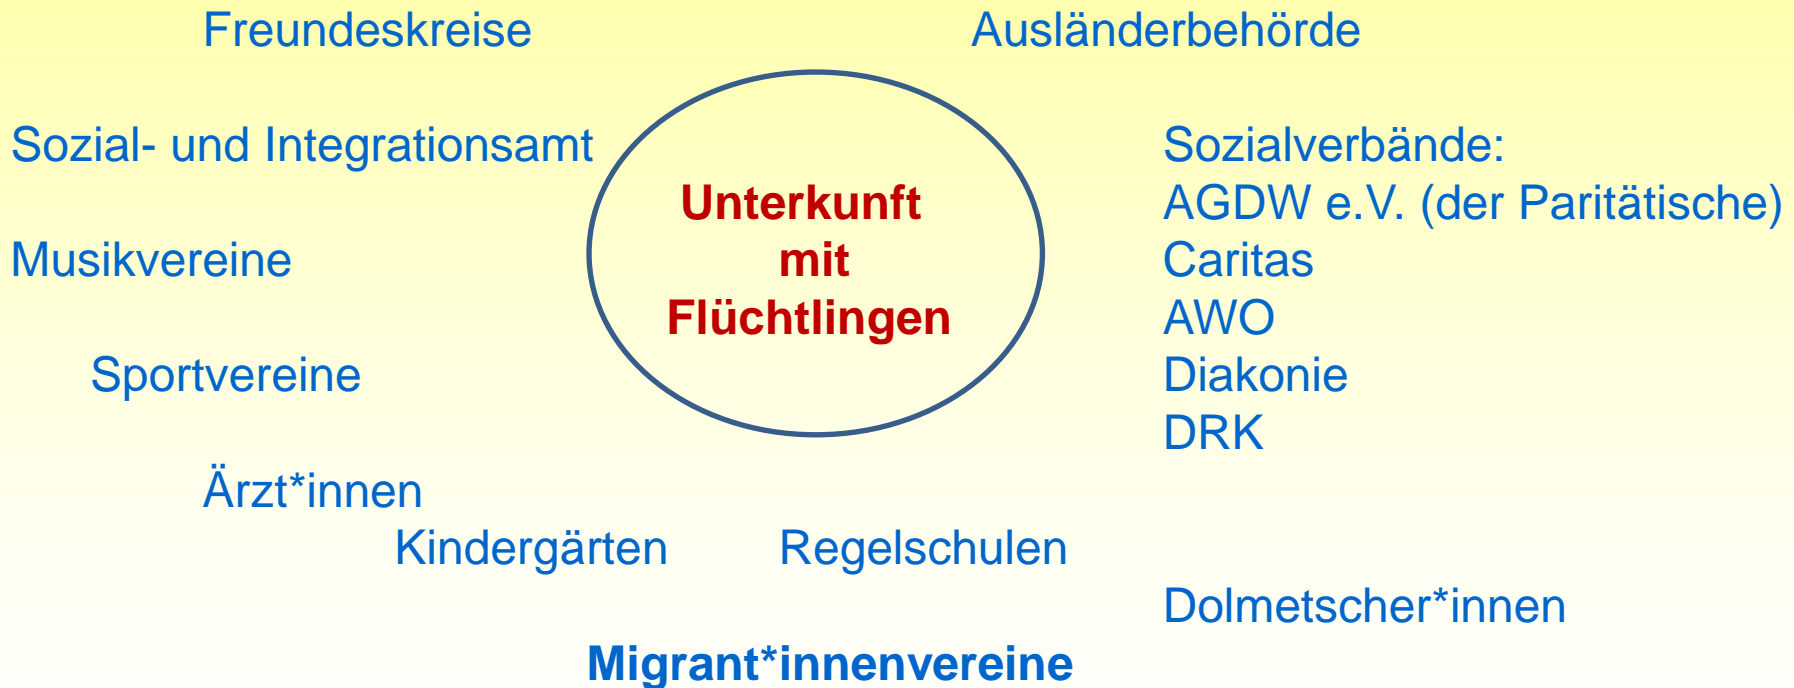 Freundeskreise
Ausländerbehörde
Sozial- und Integrationsamt
Musikvereine
Sportvereine
Unterkunft
mit
Flüchtlingen
Sozialverbände:
AGDW e.V. (der Paritätische)
Caritas
AWO
Diakonie
DRK
Ärzt*innen
Kindergärten
Regelschulen
Dolmetscher*innen
Migrant*innenvereine